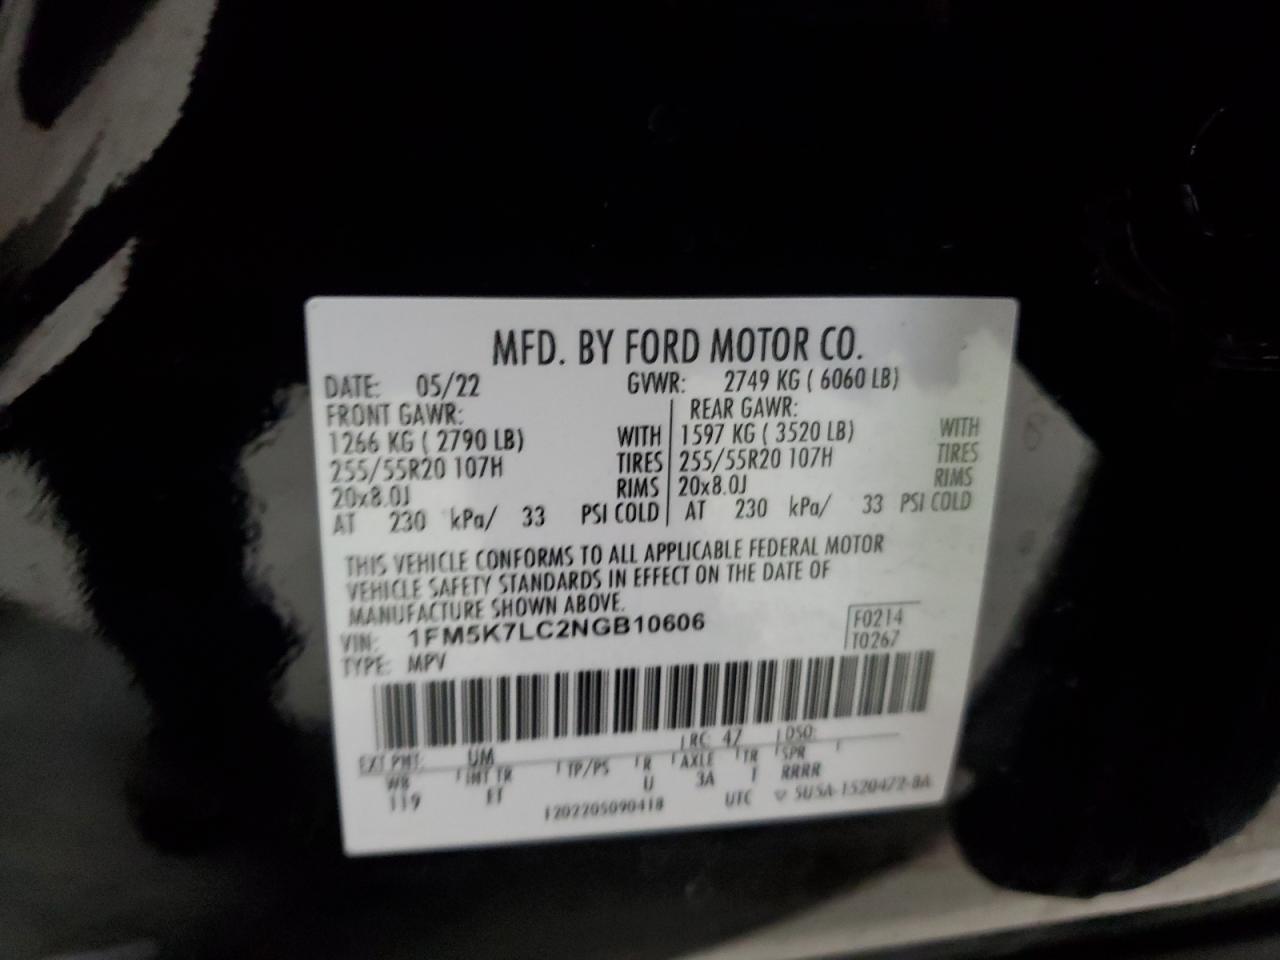 MFD. BY FORD MOTOR CO.
DATE: 05/22 GVWR: 2749 KG ( 6060 LB)
FRONT GAWR: REAR GAWR:
1266 KG ( 2790 LB) WITH 1597 KG ( 3520 LB) WITH
255/55R20 107H TIRES 255/55R20 107H TIRES
20x8.0J RIMS 20x8.0J RIMS
AT 230 kPa/ 33 PSI COLD AT 230 kPa/ 33 PSI COLD
THIS VEHICLE CONFORMS TO ALL APPLICABLE FEDERAL MOTOR
VEHICLE SAFETY STANDARDS IN EFFECT ON THE DATE OF
MANUFACTURE SHOWN ABOVE.
VIN: 1FM5K7LC2NGB10606 F0214
TYPE: MPV T0267
EXT PNT: UM RC: 47 DSO:
WB INT TR TP/PS R AXLE TR SPR
119 U 3A RRRR
UTC ▽ 5U5A-1520472-BA